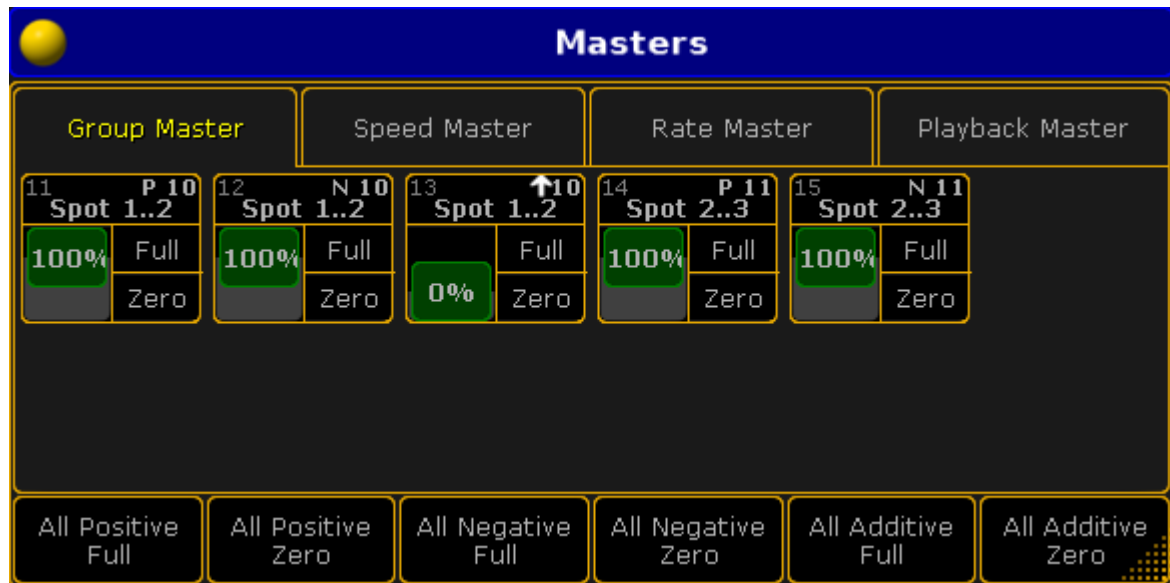 Masters
Group Master
Speed Master
Rate Master
Playback Master
11 P 10
Spot 1..2
100%
Full
Zero
12 N 10
Spot 1..2
100%
Full
Zero
13 10
Spot 1..2
0%
Full
Zero
14 P 11
Spot 2..3
100%
Full
Zero
15 N 11
Spot 2..3
100%
Full
Zero
All Positive
Full
All Positive
Zero
All Negative
Full
All Negative
Zero
All Additive
Full
All Additive
Zero